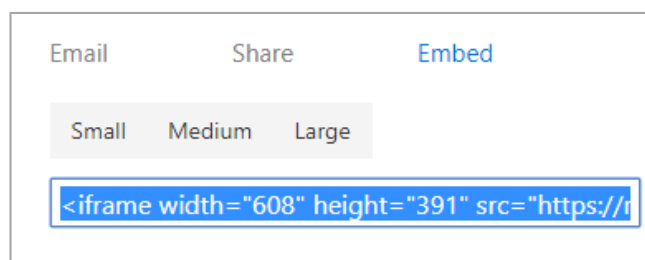 Email Share Embed
Small Medium Large
<iframe width="608" height="391" src="https://